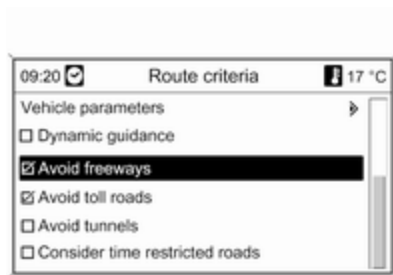 09:20 Route criteria 17 °C
Vehicle parameters
Dynamic guidance
Avoid freeways
Avoid toll roads
Avoid tunnels
Consider time restricted roads